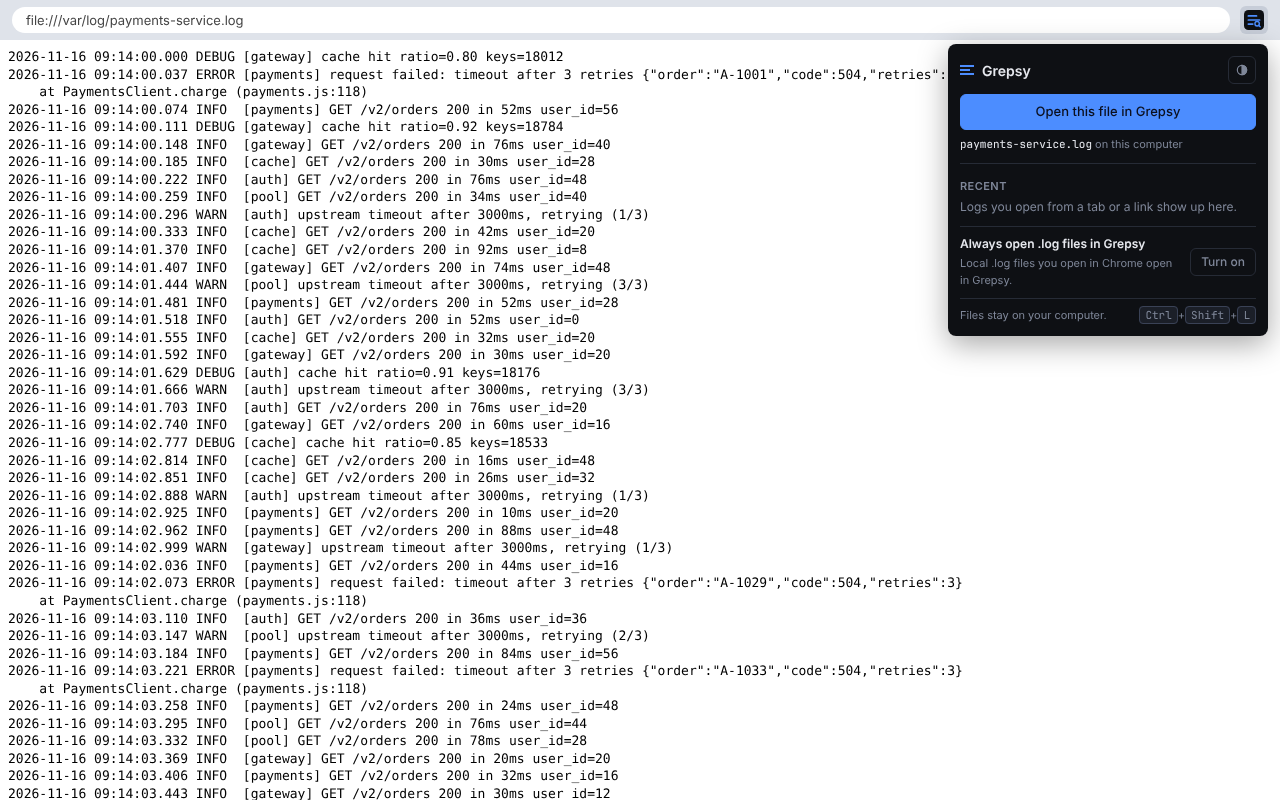 file:///var/log/payments-service.log
2026-11-16 09:14:00.000 DEBUG [gateway] cache hit ratio=0.80 keys=18012
2026-11-16 09:14:00.037 ERROR [payments] request failed: timeout after 3 retries {"order":"A-1001","code":504,"retries":
    at PaymentsClient.charge (payments.js:118)
2026-11-16 09:14:00.074 INFO  [payments] GET /v2/orders 200 in 52ms user_id=56
2026-11-16 09:14:00.111 DEBUG [gateway] cache hit ratio=0.92 keys=18784
2026-11-16 09:14:00.148 INFO  [gateway] GET /v2/orders 200 in 76ms user_id=40
2026-11-16 09:14:00.185 INFO  [cache] GET /v2/orders 200 in 30ms user_id=28
2026-11-16 09:14:00.222 INFO  [auth] GET /v2/orders 200 in 76ms user_id=48
2026-11-16 09:14:00.259 INFO  [pool] GET /v2/orders 200 in 34ms user_id=40
2026-11-16 09:14:00.296 WARN  [auth] upstream timeout after 3000ms, retrying (1/3)
2026-11-16 09:14:00.333 INFO  [cache] GET /v2/orders 200 in 42ms user_id=20
2026-11-16 09:14:01.370 INFO  [cache] GET /v2/orders 200 in 92ms user_id=8
2026-11-16 09:14:01.407 INFO  [gateway] GET /v2/orders 200 in 74ms user_id=48
2026-11-16 09:14:01.444 WARN  [pool] upstream timeout after 3000ms, retrying (3/3)
2026-11-16 09:14:01.481 INFO  [payments] GET /v2/orders 200 in 52ms user_id=28
2026-11-16 09:14:01.518 INFO  [auth] GET /v2/orders 200 in 52ms user_id=0
2026-11-16 09:14:01.555 INFO  [cache] GET /v2/orders 200 in 32ms user_id=20
2026-11-16 09:14:01.592 INFO  [gateway] GET /v2/orders 200 in 30ms user_id=20
2026-11-16 09:14:01.629 DEBUG [auth] cache hit ratio=0.91 keys=18176
2026-11-16 09:14:01.666 WARN  [auth] upstream timeout after 3000ms, retrying (3/3)
2026-11-16 09:14:01.703 INFO  [auth] GET /v2/orders 200 in 76ms user_id=20
2026-11-16 09:14:02.740 INFO  [gateway] GET /v2/orders 200 in 60ms user_id=16
2026-11-16 09:14:02.777 DEBUG [cache] cache hit ratio=0.85 keys=18533
2026-11-16 09:14:02.814 INFO  [cache] GET /v2/orders 200 in 16ms user_id=48
2026-11-16 09:14:02.851 INFO  [cache] GET /v2/orders 200 in 26ms user_id=32
2026-11-16 09:14:02.888 WARN  [auth] upstream timeout after 3000ms, retrying (1/3)
2026-11-16 09:14:02.925 INFO  [payments] GET /v2/orders 200 in 10ms user_id=20
2026-11-16 09:14:02.962 INFO  [payments] GET /v2/orders 200 in 88ms user_id=48
2026-11-16 09:14:02.999 WARN  [gateway] upstream timeout after 3000ms, retrying (1/3)
2026-11-16 09:14:02.036 INFO  [payments] GET /v2/orders 200 in 44ms user_id=16
2026-11-16 09:14:02.073 ERROR [payments] request failed: timeout after 3 retries {"order":"A-1029","code":504,"retries":3}
    at PaymentsClient.charge (payments.js:118)
2026-11-16 09:14:03.110 INFO  [auth] GET /v2/orders 200 in 36ms user_id=36
2026-11-16 09:14:03.147 WARN  [pool] upstream timeout after 3000ms, retrying (2/3)
2026-11-16 09:14:03.184 INFO  [payments] GET /v2/orders 200 in 84ms user_id=56
2026-11-16 09:14:03.221 ERROR [payments] request failed: timeout after 3 retries {"order":"A-1033","code":504,"retries":3}
    at PaymentsClient.charge (payments.js:118)
2026-11-16 09:14:03.258 INFO  [payments] GET /v2/orders 200 in 24ms user_id=48
2026-11-16 09:14:03.295 INFO  [pool] GET /v2/orders 200 in 76ms user_id=44
2026-11-16 09:14:03.332 INFO  [pool] GET /v2/orders 200 in 78ms user_id=28
2026-11-16 09:14:03.369 INFO  [gateway] GET /v2/orders 200 in 20ms user_id=20
2026-11-16 09:14:03.406 INFO  [payments] GET /v2/orders 200 in 32ms user_id=16
2026-11-16 09:14:03.443 INFO  [gateway] GET /v2/orders 200 in 30ms user_id=12
Grepsy
Open this file in Grepsy
payments-service.log on this computer
RECENT
Logs you open from a tab or a link show up here.
Always open .log files in Grepsy
Local .log files you open in Chrome open
in Grepsy.
Turn on
Files stay on your computer.
Ctrl+Shift+L